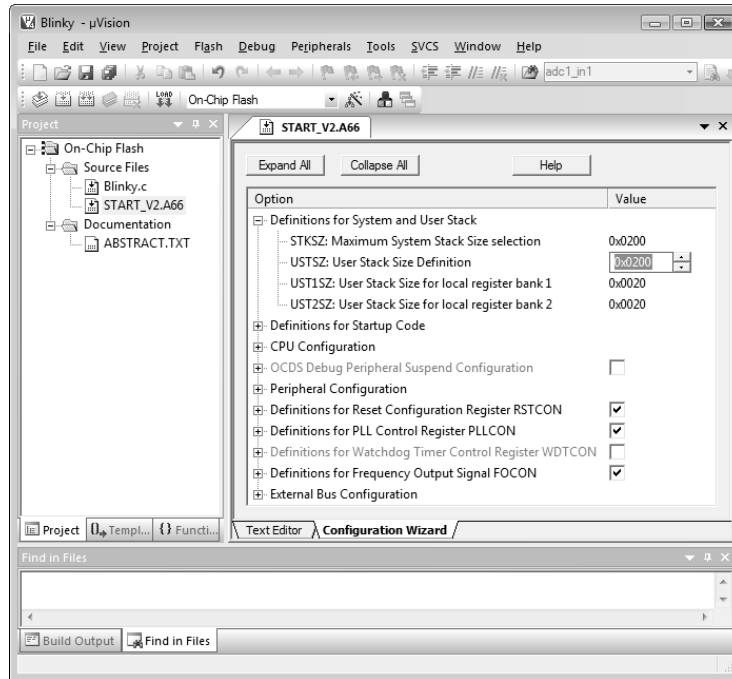 Blinky - µVision
File Edit View Project Flash Debug Peripherals Tools SVCS Window Help
adc1_in1
LOAD On-Chip Flash
Project
START_V2.A66
On-Chip Flash
Source Files
Blinky.c
START_V2.A66
Documentation
ABSTRACT.TXT
Expand All Collapse All Help
Option Value
Definitions for System and User Stack
STKSZ: Maximum System Stack Size selection 0x0200
USTSZ: User Stack Size Definition 0x0200
UST1SZ: User Stack Size for local register bank 1 0x0020
UST2SZ: User Stack Size for local register bank 2 0x0020
Definitions for Startup Code
CPU Configuration
OCDS Debug Peripheral Suspend Configuration
Peripheral Configuration
Definitions for Reset Configuration Register RSTCON
Definitions for PLL Control Register PLLCON
Definitions for Watchdog Timer Control Register WDTCON
Definitions for Frequency Output Signal FOCON
External Bus Configuration
Project Templ... {} Functi...
Text Editor Configuration Wizard
Find in Files
Build Output Find in Files